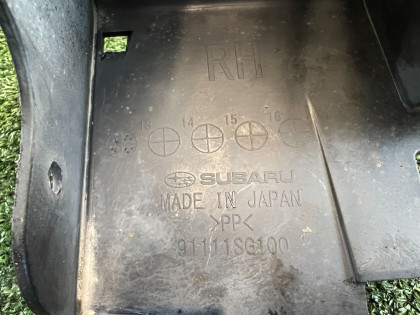 RH
13 14 15 16
SUBARU
MADE IN JAPAN
>PP<
91111SG100